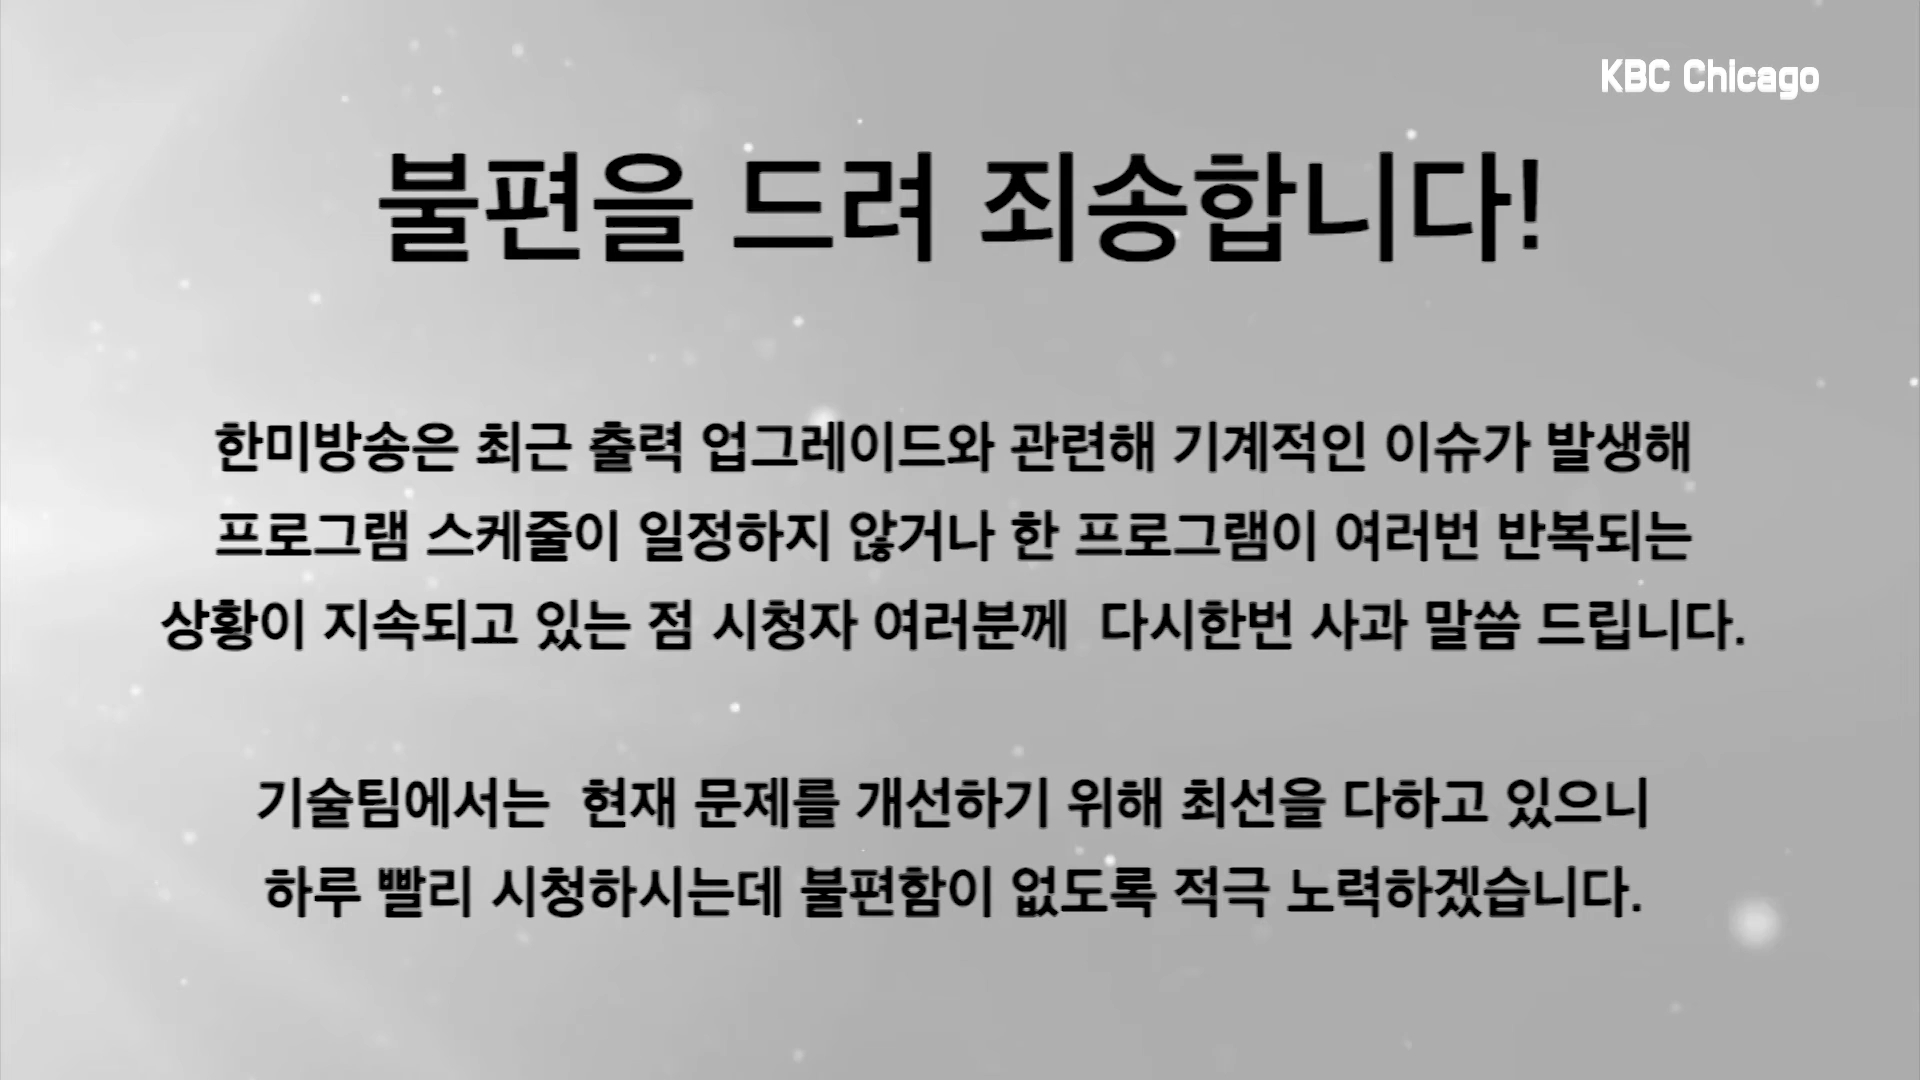 KBC Chicago
불편을 드려 죄송합니다!
한미방송은 최근 출력 업그레이드와 관련해 기계적인 이슈가 발생해
프로그램 스케줄이 일정하지 않거나 한 프로그램이 여러번 반복되는
상황이 지속되고 있는 점 시청자 여러분께 다시한번 사과 말씀 드립니다.
기술팀에서는 현재 문제를 개선하기 위해 최선을 다하고 있으니
하루 빨리 시청하시는데 불편함이 없도록 적극 노력하겠습니다.